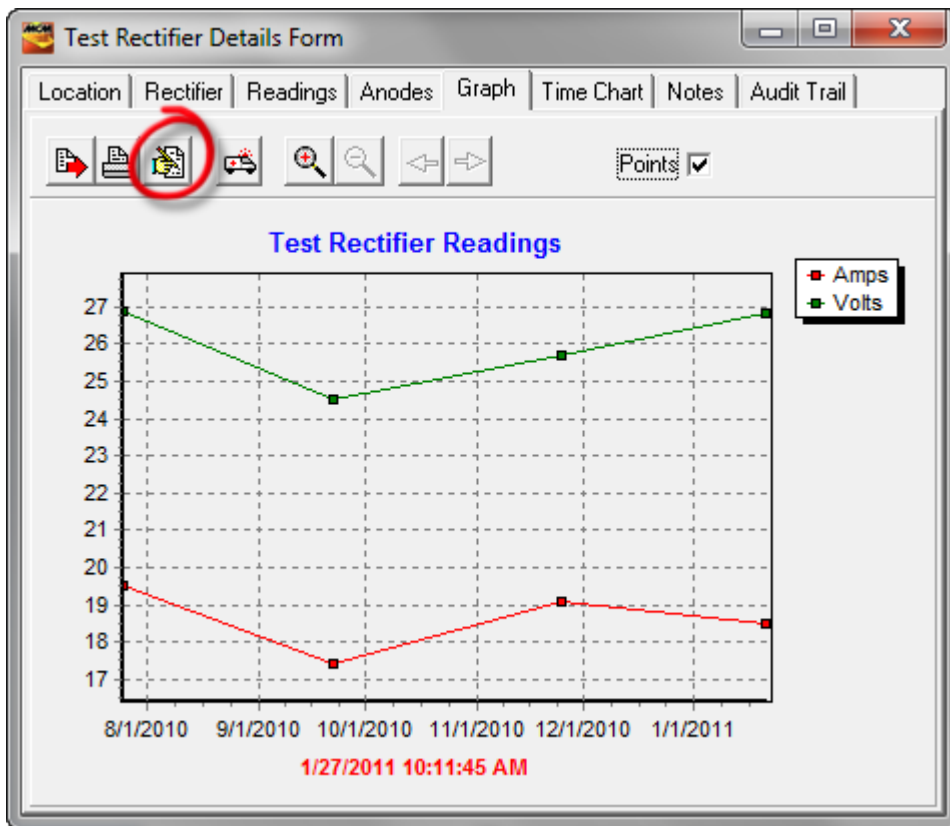 MCM
Test Rectifier Details Form
Location Rectifier Readings Anodes Graph Time Chart Notes Audit Trail
Points
Test Rectifier Readings
Amps
Volts
27
26
25
24
23
22
21
20
19
18
17
8/1/2010 9/1/2010 10/1/2010 11/1/2010 12/1/2010 1/1/2011
1/27/2011 10:11:45 AM